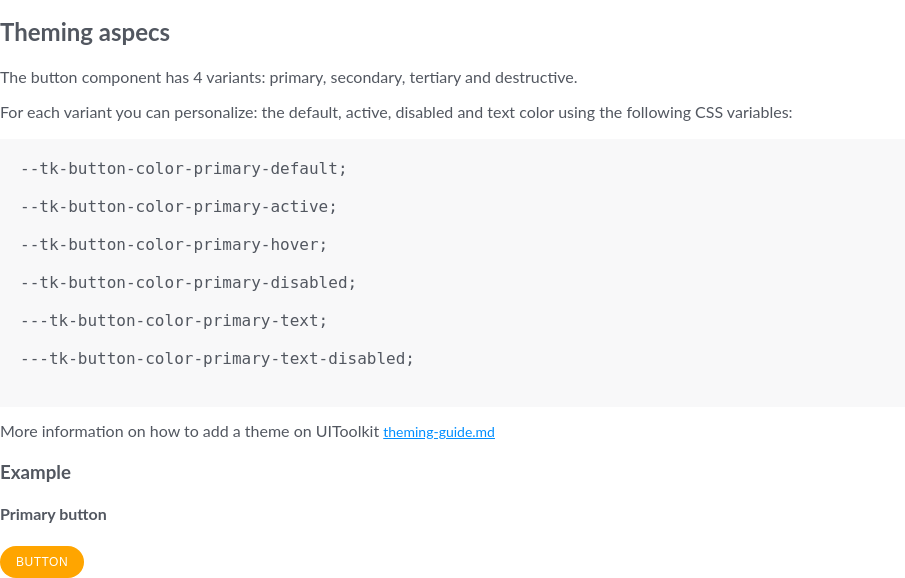 Theming aspecs
The button component has 4 variants: primary, secondary, tertiary and destructive.
For each variant you can personalize: the default, active, disabled and text color using the following CSS variables:
--tk-button-color-primary-default;
--tk-button-color-primary-active;
--tk-button-color-primary-hover;
--tk-button-color-primary-disabled;
---tk-button-color-primary-text;
---tk-button-color-primary-text-disabled;
More information on how to add a theme on UIToolkit theming-guide.md
Example
Primary button
BUTTON